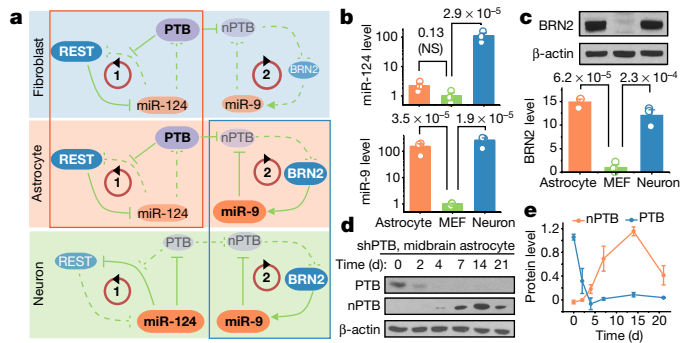 a
Fibroblast
REST
PTB
nPTB
1
2
BRN2
miR-124
miR-9
Astrocyte
REST
PTB
nPTB
1
2
BRN2
miR-124
miR-9
Neuron
REST
PTB
nPTB
1
2
BRN2
miR-124
miR-9
b
2.9 × 10⁻⁵
0.13
(NS)
miR-124 level
100
10
1
3.5 × 10⁻⁵
1.9 × 10⁻⁵
miR-9 level
100
10
1
Astrocyte MEF Neuron
c
BRN2
β-actin
6.2 × 10⁻⁵
2.3 × 10⁻⁴
BRN2 level
15
10
5
0
Astrocyte MEF Neuron
d
shPTB, midbrain astrocyte
Time (d): 0 2 4 7 14 21
PTB
nPTB
β-actin
e
nPTB PTB
Protein level
1.2
0.8
0.4
0
0 5 10 15 20
Time (d)